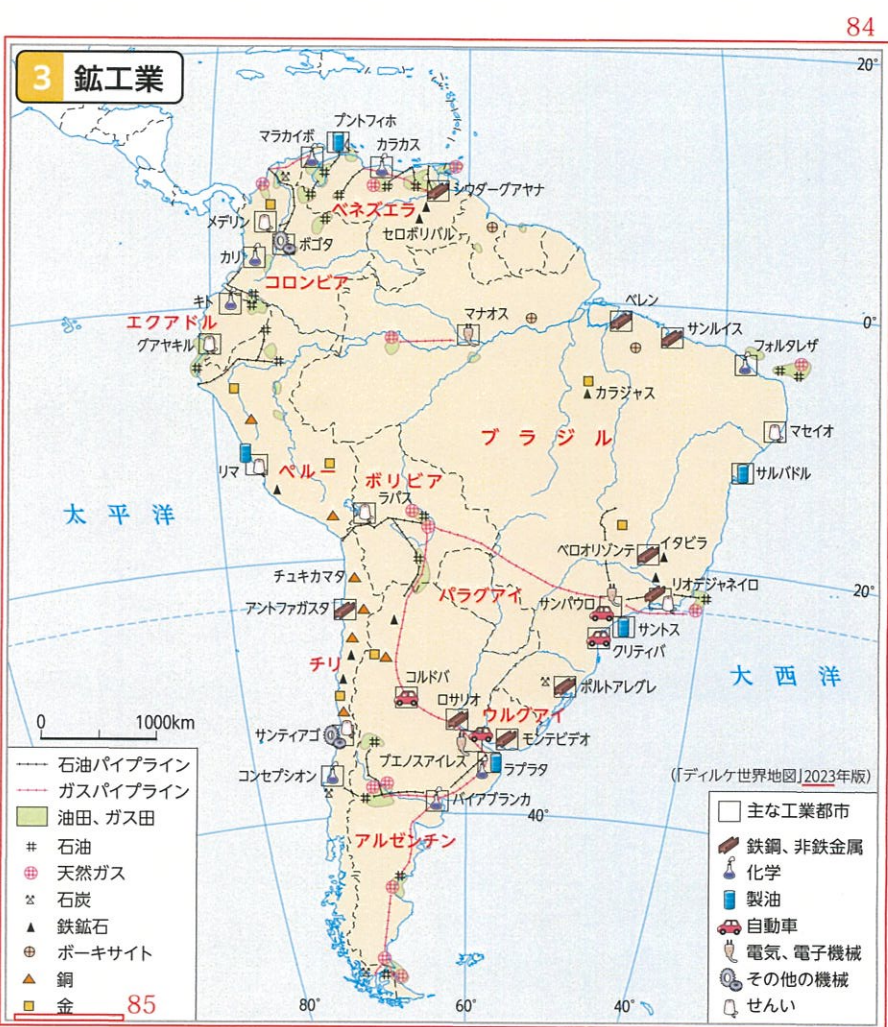 84
3 鉱工業
20°
プントフィホ
マラカイボ
カラカス
シウダーグアヤナ
ベネズエラ
メデリン
セロボリバル
ボゴタ
カリ
コロンビア
キト
エクアドル
グアヤキル
マナオス
ベレン
0°
サンルイス
フォルタレザ
カラジャス
ブラジル
マセイオ
リマ
ペルー
ボリビア
サルバドル
ラパス
太平洋
ベロオリゾンテ
イタビラ
チュキカマタ
パラグアイ
リオデジャネイロ
20°
アントファガスタ
サンパウロ
サントス
クリティバ
チリ
大西洋
コルドバ
ポルトアレグレ
ロサリオ
ウルグアイ
0 1000km
サンティアゴ
モンテビデオ
ブエノスアイレス
ラプラタ
コンセプシオン
(「ディルケ世界地図」2023年版)
バイアブランカ
40°
アルゼンチン
石油パイプライン
ガスパイプライン
油田、ガス田
石油
天然ガス
石炭
鉄鉱石
ボーキサイト
銅
金
85
80°
60°
40°
主な工業都市
鉄鋼、非鉄金属
化学
製油
自動車
電気、電子機械
その他の機械
せんい